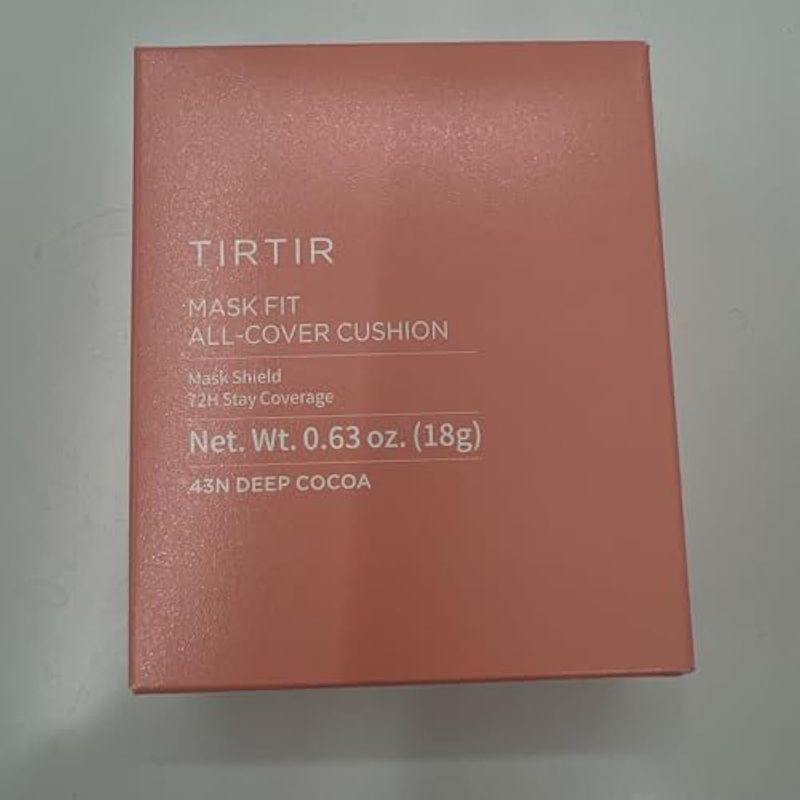 TIRTIR
MASK FIT
ALL-COVER CUSHION
Mask Shield
72H Stay Coverage
Net. Wt. 0.63 oz. (18g)
43N DEEP COCOA